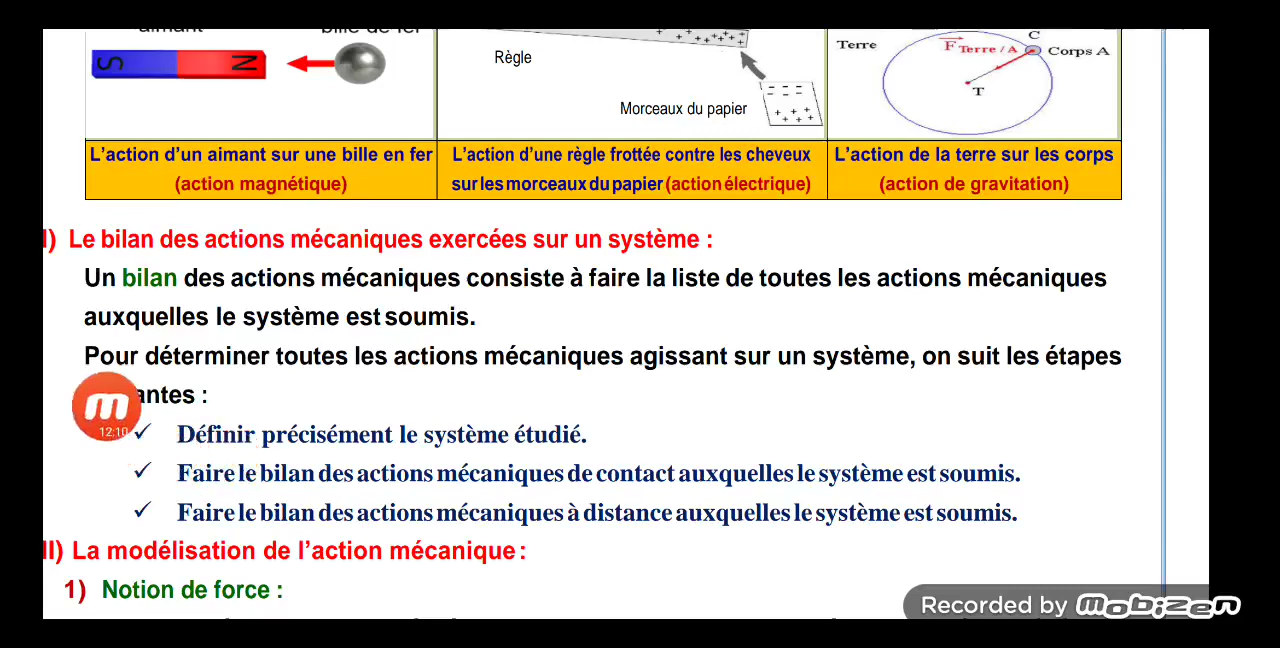 aimant bille de fer
S N
Règle
Morceaux du papier
Terre F Terre / A C Corps A
T
L'action d'un aimant sur une bille en fer
(action magnétique)
L'action d'une règle frottée contre les cheveux
sur les morceaux du papier (action électrique)
L'action de la terre sur les corps
(action de gravitation)
I) Le bilan des actions mécaniques exercées sur un système :
Un bilan des actions mécaniques consiste à faire la liste de toutes les actions mécaniques
auxquelles le système est soumis.
Pour déterminer toutes les actions mécaniques agissant sur un système, on suit les étapes
antes :
12:10
✓ Définir précisément le système étudié.
✓ Faire le bilan des actions mécaniques de contact auxquelles le système est soumis.
✓ Faire le bilan des actions mécaniques à distance auxquelles le système est soumis.
II) La modélisation de l'action mécanique :
1) Notion de force :
Recorded by Mobizen